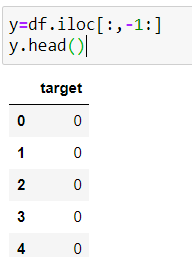 y=df.iloc[:,-1:]
y.head()
target
0 0
1 0
2 0
3 0
4 0